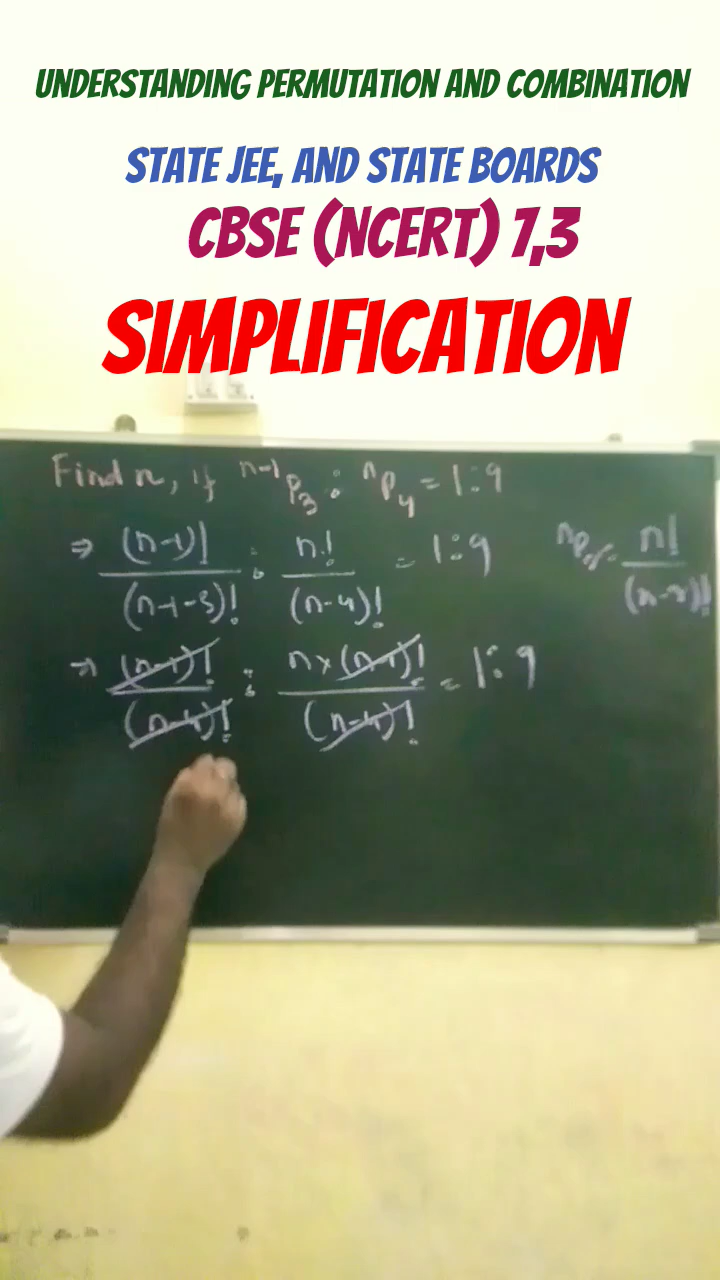 UNDERSTANDING PERMUTATION AND COMBINATION
STATE JEE, AND STATE BOARDS
CBSE (NCERT) 7,3
SIMPLIFICATION
Find n, if ⁿ⁻¹P₃ : ⁿP₄ = 1:9
⇒ (n-1)!/(n-1-3)! : n!/(n-4)! = 1:9
ⁿPᵣ = n!/(n-r)!
⇒ (n-1)!/(n-4)! : n×(n-1)!/(n-4)! = 1:9